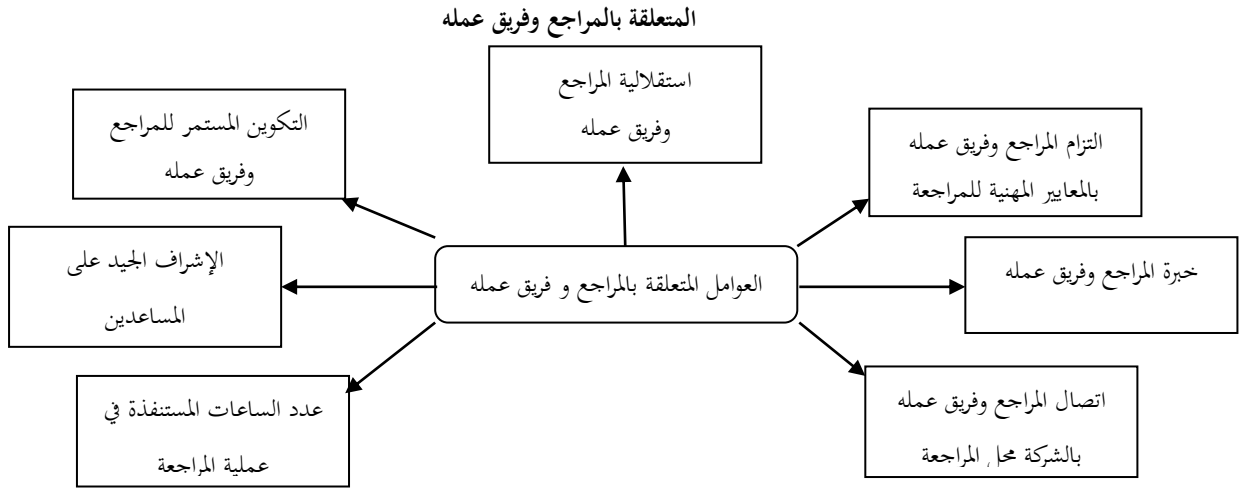 المتعلقة بالمراجع وفريق عمله
استقلالية المراجع
وفريق عمله
التزام المراجع وفريق عمله
بالمعايير المهنية للمراجعة
التكوين المستمر للمراجع
وفريق عمله
خبرة المراجع وفريق عمله
العوامل المتعلقة بالمراجع و فريق عمله
الإشراف الجيد على
المساعدين
اتصال المراجع وفريق عمله
بالشركة محل المراجعة
عدد الساعات المستنفذة في
عملية المراجعة